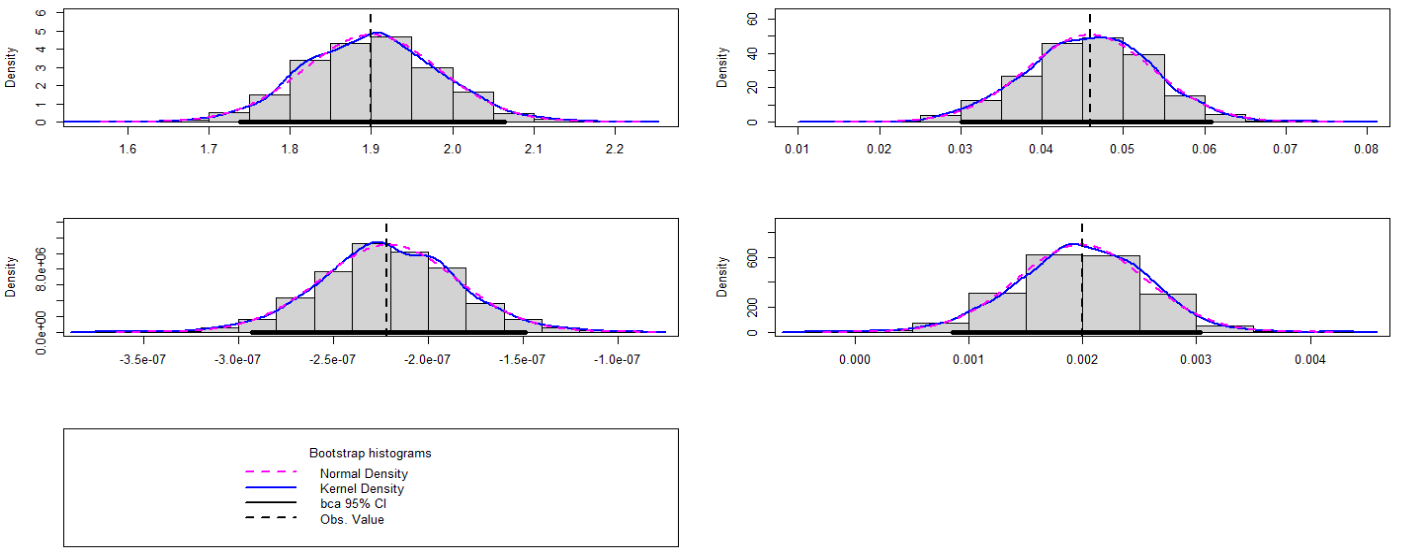 Density
0 1 2 3 4 5 6
1.6 1.7 1.8 1.9 2.0 2.1 2.2
Density
0 20 40 60
0.01 0.02 0.03 0.04 0.05 0.06 0.07 0.08
Density
0.0e+00 8.0e+06
-3.5e-07 -3.0e-07 -2.5e-07 -2.0e-07 -1.5e-07 -1.0e-07
Density
0 200 600
0.000 0.001 0.002 0.003 0.004
Bootstrap histograms
Normal Density
Kernel Density
bca 95% CI
Obs. Value